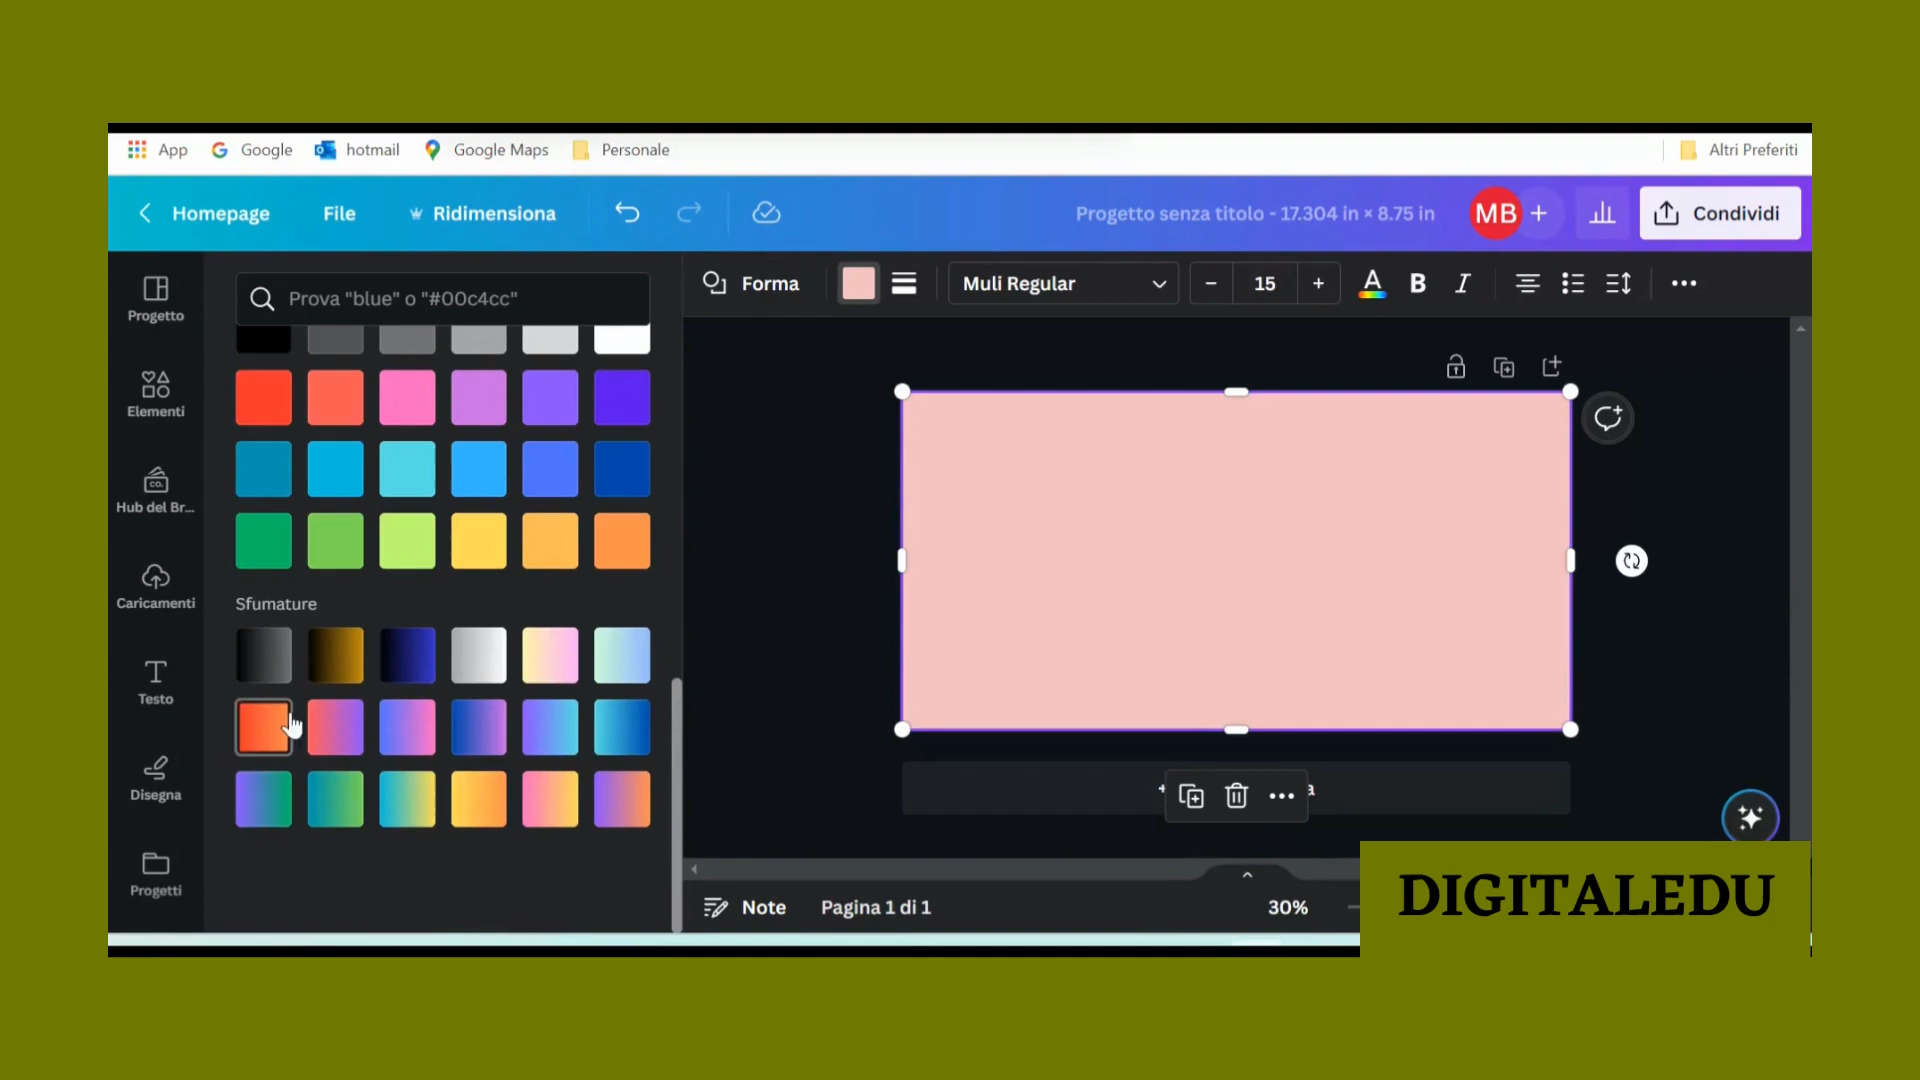 App Google hotmail Google Maps Personale Altri Preferiti
Homepage File Ridimensiona Progetto senza titolo - 17.304 in × 8.75 in MB + Condividi
Forma Muli Regular - 15 + A B I
Progetto
Prova "blue" o "#00c4cc"
Elementi
Hub del Br...
CO.
Caricamenti
Sfumature
Testo
Disegna
Progetti
Note Pagina 1 di 1 30%
DIGITALEDU